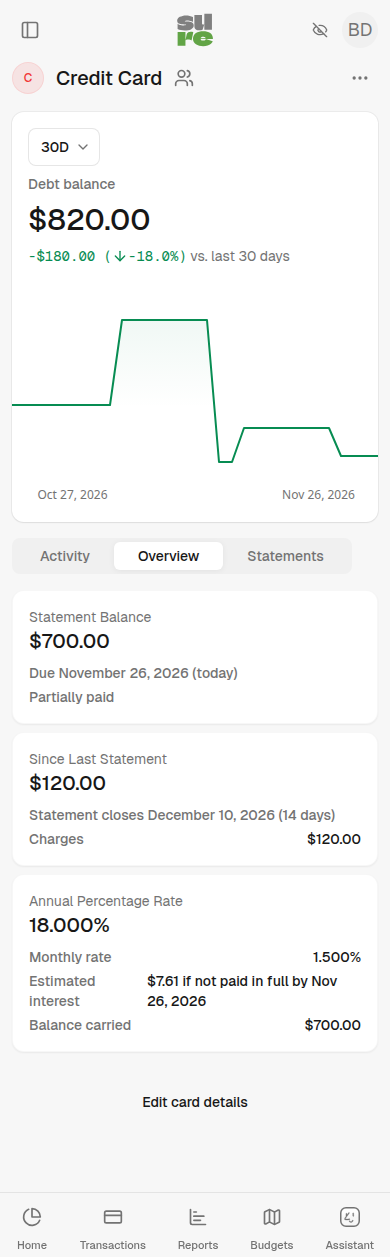 sure
BD
C
Credit Card
30D
Debt balance
$820.00
-$180.00 (↓-18.0%) vs. last 30 days
Oct 27, 2026
Nov 26, 2026
Activity
Overview
Statements
Statement Balance
$700.00
Due November 26, 2026 (today)
Partially paid
Since Last Statement
$120.00
Statement closes December 10, 2026 (14 days)
Charges $120.00
Annual Percentage Rate
18.000%
Monthly rate 1.500%
Estimated interest
$7.61 if not paid in full by Nov 26, 2026
Balance carried $700.00
Edit card details
Home
Transactions
Reports
Budgets
Assistant